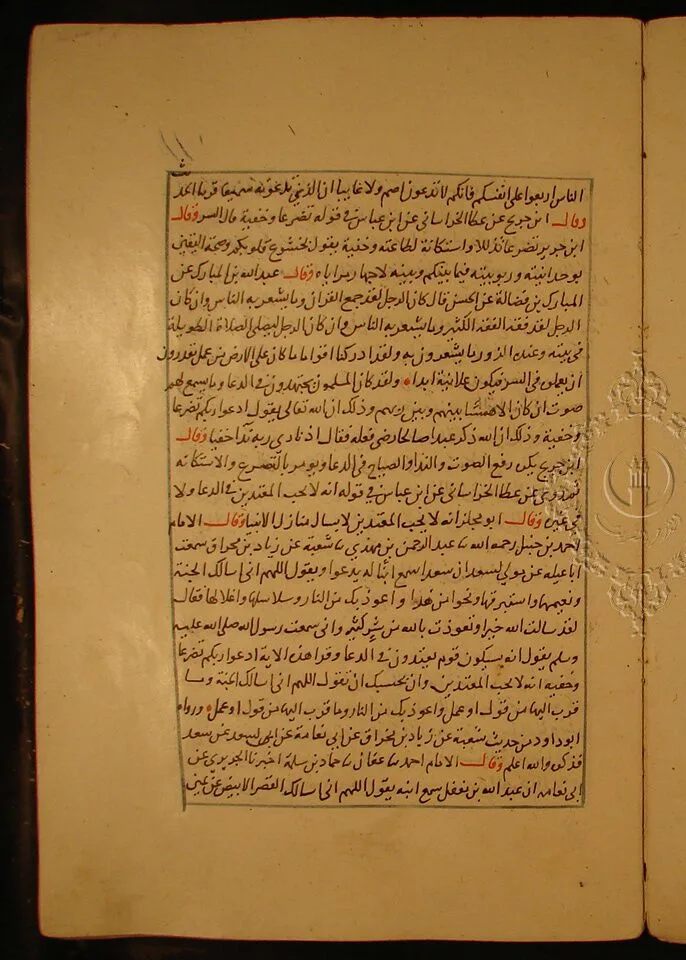 الناس اربعوا على انفسكم فانكم لا تدعون اصم ولا غايبا ان الذي تدعونه سميعا قريبا الحديث
وقال ابن جريج عن عطا الخراساني عن ابن عباس في قوله تضرعا وخفية قال السر وقال
ابن جرير تضرعا تذللا واستكانة لطاعته وخفية يقول بخشوع قلوبكم وصحة اليقين
بوحدانيته وربوبيته فيما بينكم وبينه لا جهار مراياه وقال عبد الله بن المبارك عن
المبارك بن فضالة عن الحسن قال ان كان الرجل لقد جمع القران وما يشعر به الناس وان كان
الرجل لقد فقه الفقه الكثير وما يشعر به الناس وان كان الرجل ليصلي الصلاة الطويلة
في بيته وعنده الزور وما يشعرون به ولقد ادركنا اقواما ما كان على الارض من عمل يقدرون
ان يعملوه في السر فيكون علانية ابدا ولقد كان المسلمون يجتهدون في الدعا وما يسمع لهم
صوت ان كان الا همسا بينهم وبين ربهم وذلك ان الله تعالى يقول ادعوا ربكم تضرعا
وخفية وذلك ان الله ذكر عبدا صالحا رضي فعله فقال اذ نادى ربه ندا خفيا وقال
ابن جريج يكره رفع الصوت والندا والصياح في الدعا ويومر بالتضرع والاستكانه
ثم روى عن عطا الخراساني عن ابن عباس في قوله انه لا يحب المعتدين في الدعا ولا
في غيره وقال ابو مجلز انه لا يحب المعتدين لا يسال منازل الانبيا وقال الامام
احمد بن حنبل رحمه الله عبد الرحمن بن مهدي شعبة عن زياد بن مخراق سمعت
ابا عباية عن مولى لسعد ان سعدا سمع ابنا له يدعوا ويقول اللهم اني اسالك الجنة
ونعيمها واستبرقها ونحوا من هذا واعوذ بك من النار وسلاسلها واغلالها فقال
لقد سالت الله خيرا وتعوذت بالله من شر كثير واني سمعت رسول الله صلى الله عليه
وسلم يقول انه سيكون قوم يعتدون في الدعا وقرا هذه الاية ادعوا ربكم تضرعا
وخفية انه لا يحب المعتدين وان بحسبك ان تقول اللهم اني اسالك الجنة وما
قرب اليها من قول او عمل واعوذ بك من النار وما قرب اليها من قول او عمل ورواه
ابو داود من حديث شعبة عن زياد بن مخراق عن ابي نعامة عن ابن لسعد عن سعد
فذكره والله اعلم وقال الامام احمد عفان حماد بن سلمة اخبرنا الجريري عن
ابي نعامه ان عبد الله بن مغفل سمع ابنه يقول اللهم اني اسالك القصر الابيض عن يمين